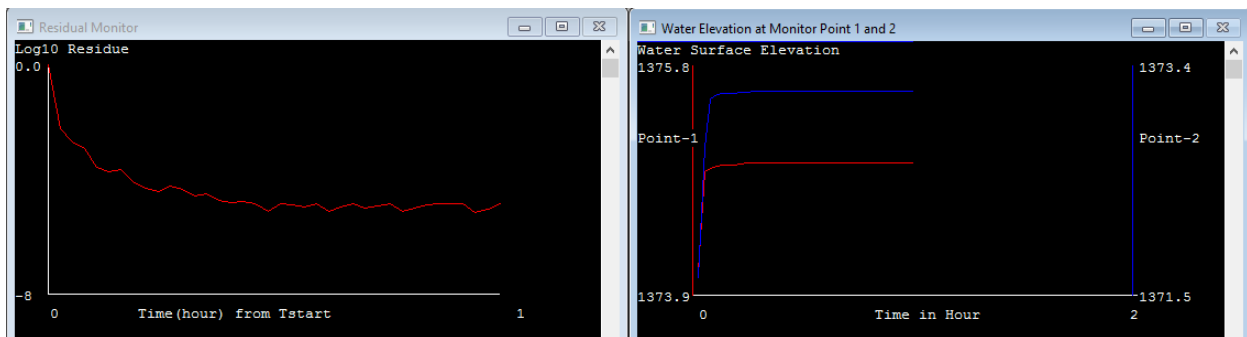 Residual Monitor
Log10 Residue
0.0
-8
0 Time(hour) from Tstart 1
Water Elevation at Monitor Point 1 and 2
Water Surface Elevation
1375.8 1373.4
Point-1 Point-2
1373.9 1371.5
0 Time in Hour 2